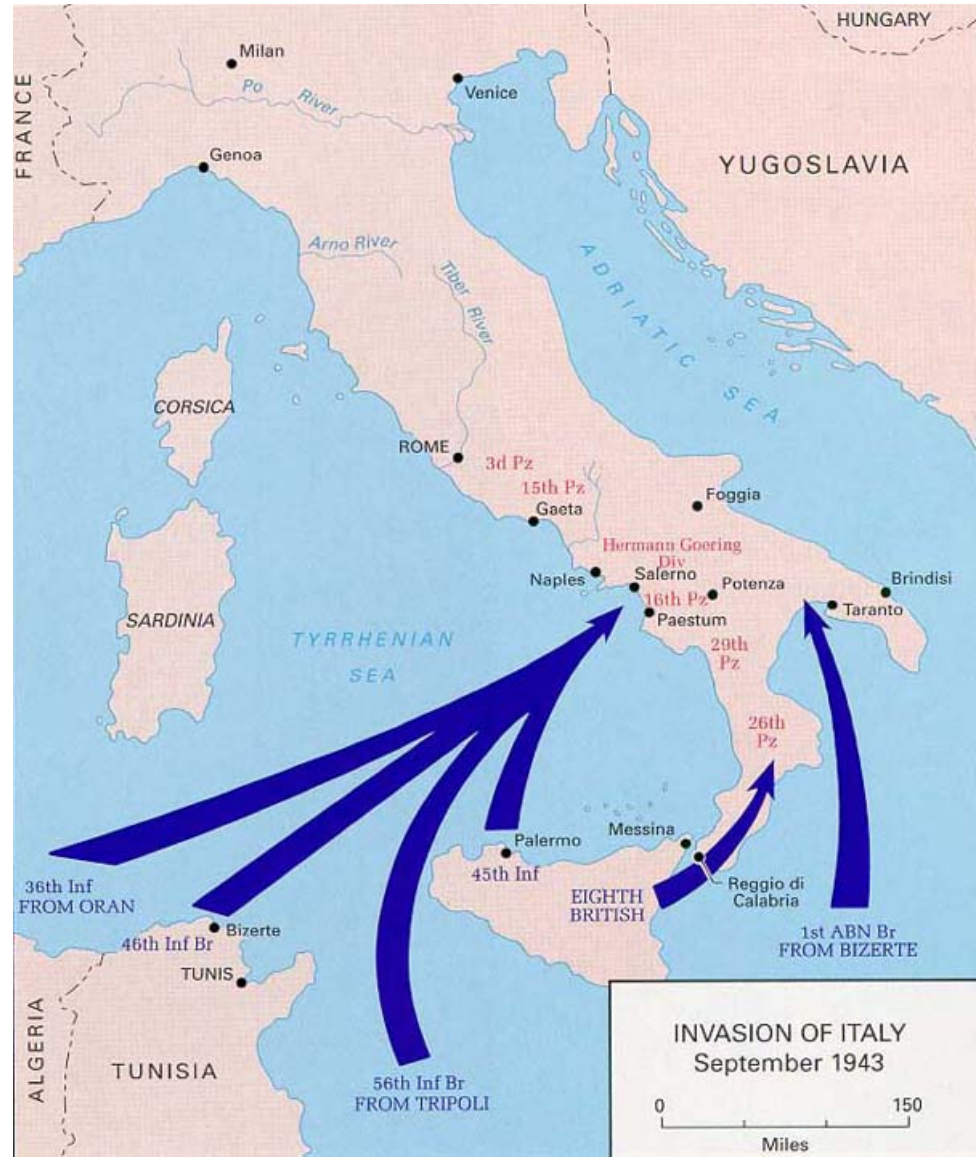 HUNGARY
Milan
Po River
Venice
FRANCE
Genoa
YUGOSLAVIA
Arno River
Tiber River
ADRIATIC SEA
CORSICA
ROME
3d Pz
15th Pz
Gaeta
Foggia
Hermann Goering
Div
Naples
Salerno
Potenza
Brindisi
16th Pz
Taranto
Paestum
SARDINIA
TYRRHENIAN
SEA
29th
Pz
26th
Pz
Messina
Palermo
45th Inf
Reggio di
Calabria
36th Inf
FROM ORAN
EIGHTH
BRITISH
46th Inf Br
Bizerte
1st ABN Br
FROM BIZERTE
TUNIS
ALGERIA
TUNISIA
56th Inf Br
FROM TRIPOLI
INVASION OF ITALY
September 1943
0 150
Miles